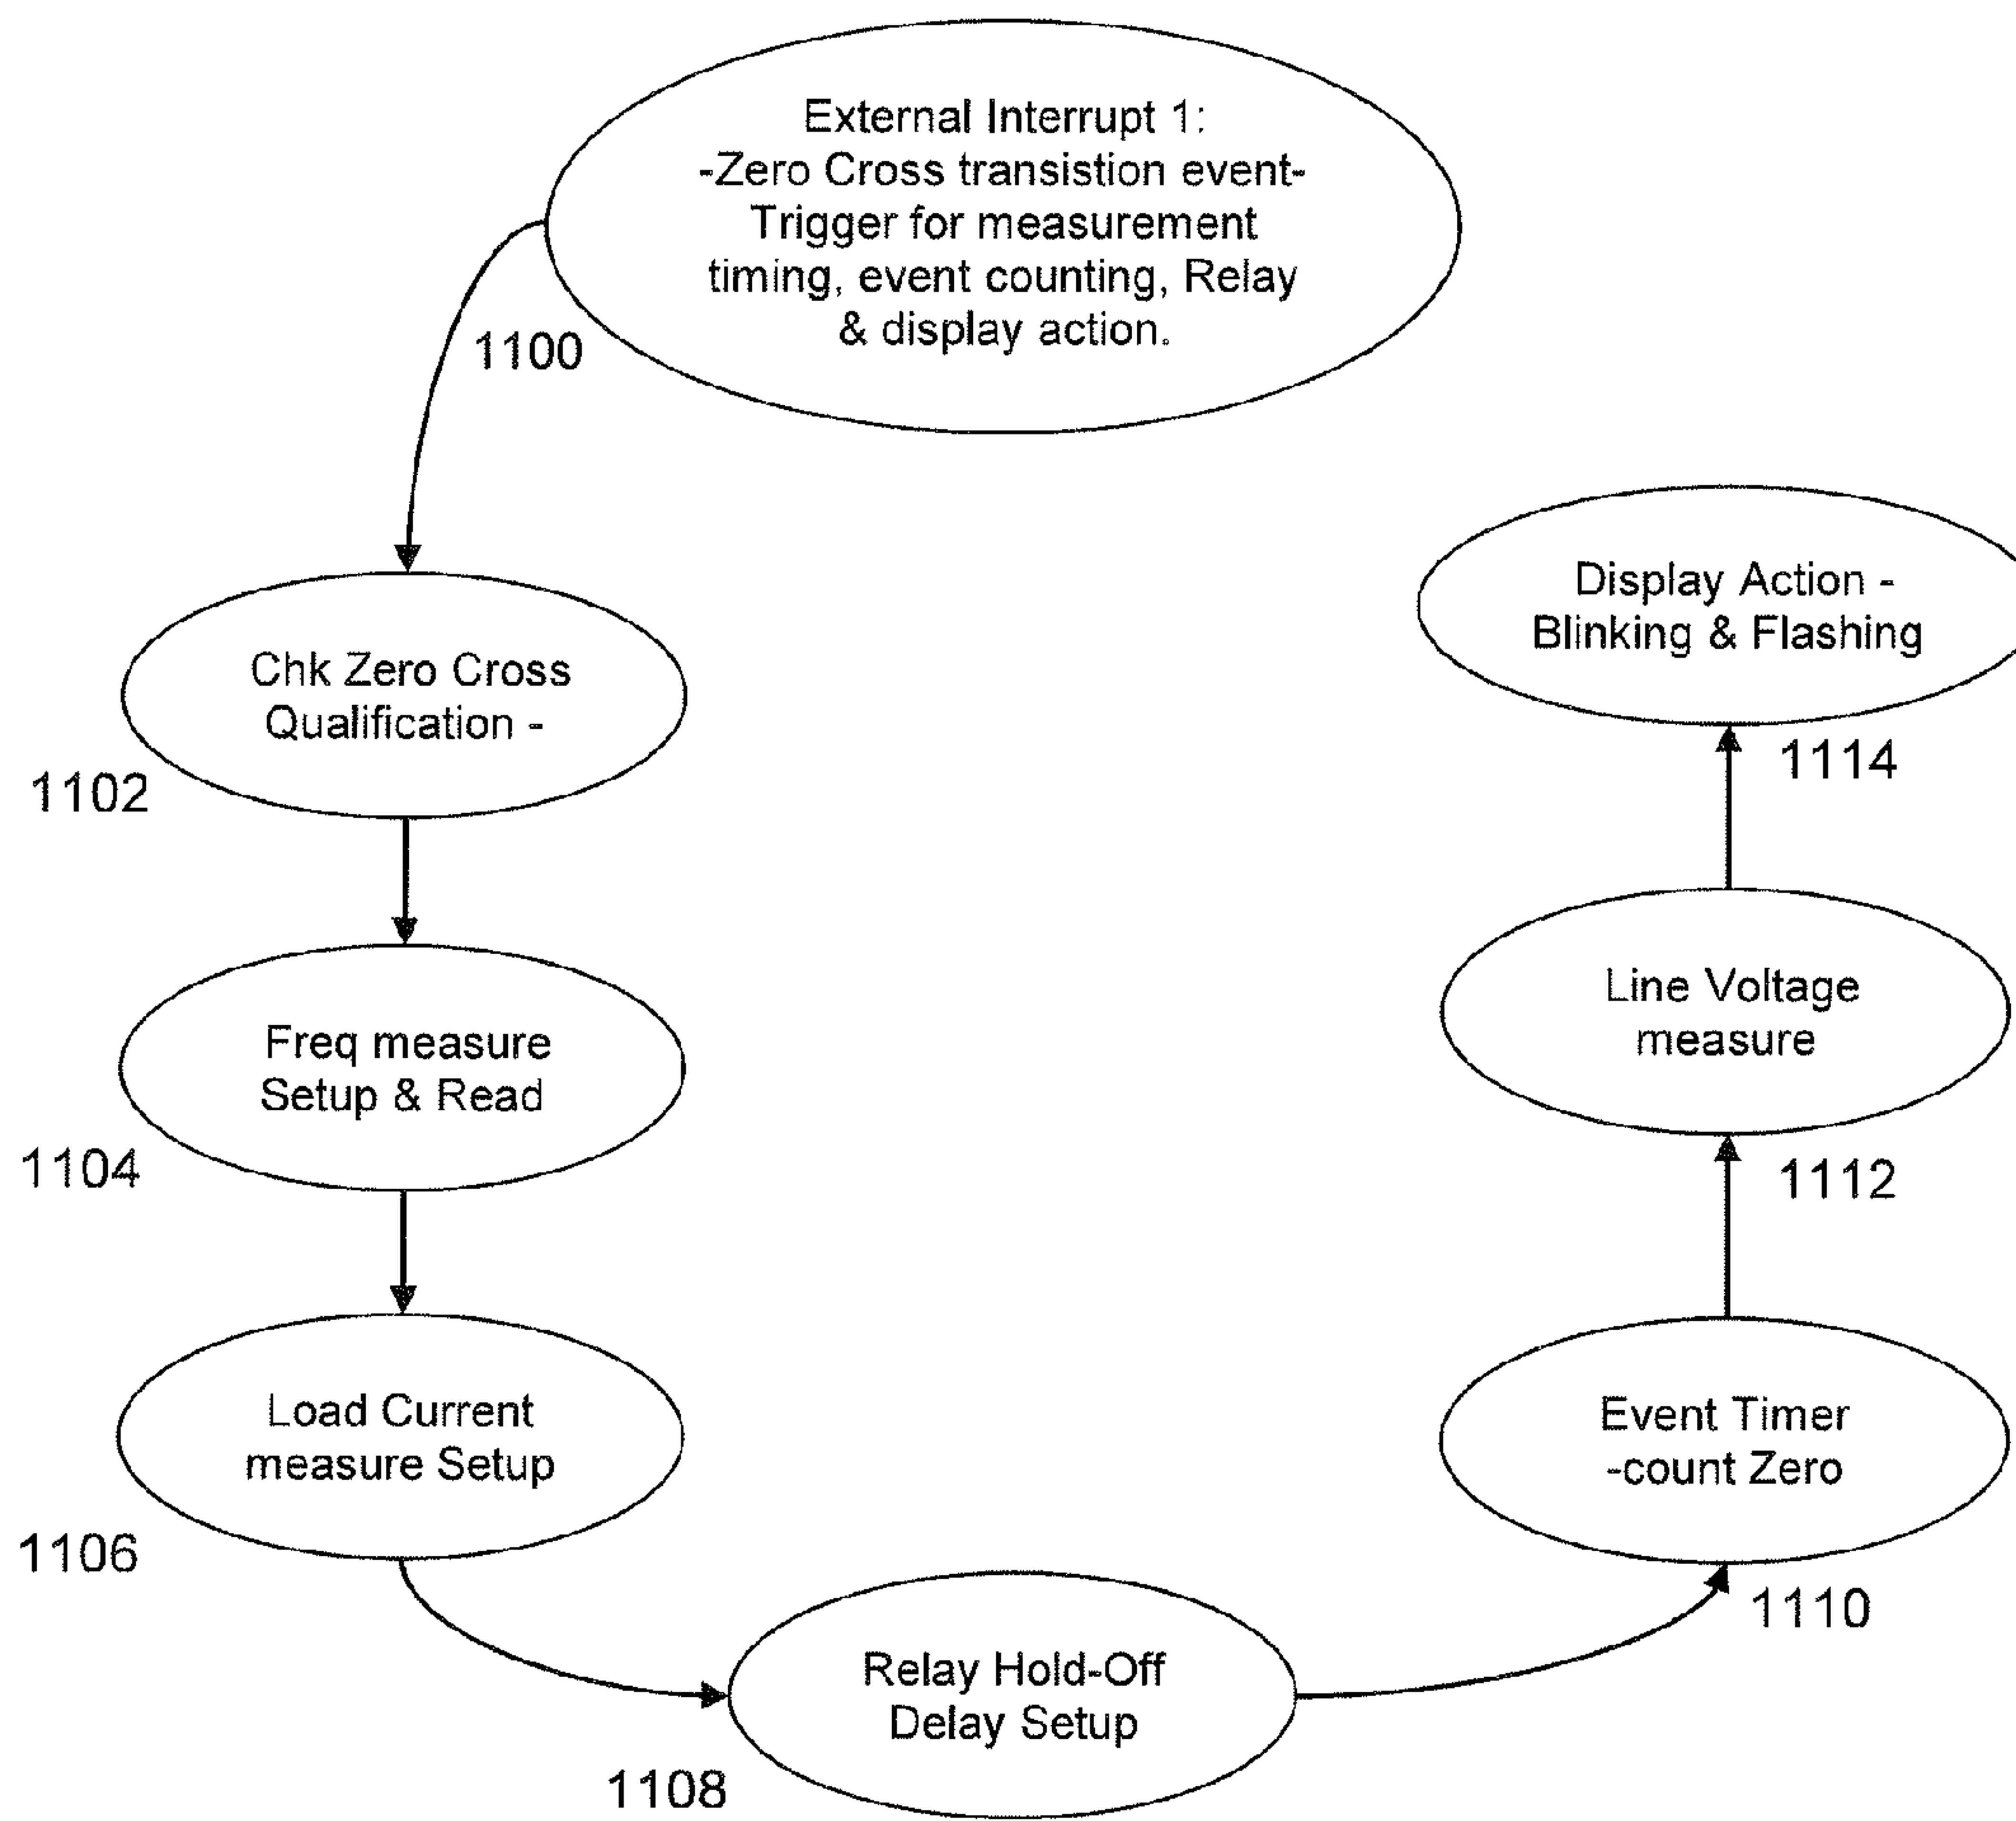 External Interrupt 1:
-Zero Cross transistion event-
Trigger for measurement
timing, event counting, Relay
& display action.
1100
Chk Zero Cross
Qualification -
1102
Freq measure
Setup & Read
1104
Load Current
measure Setup
1106
Relay Hold-Off
Delay Setup
1108
Event Timer
-count Zero
1110
Line Voltage
measure
1112
Display Action -
Blinking & Flashing
1114